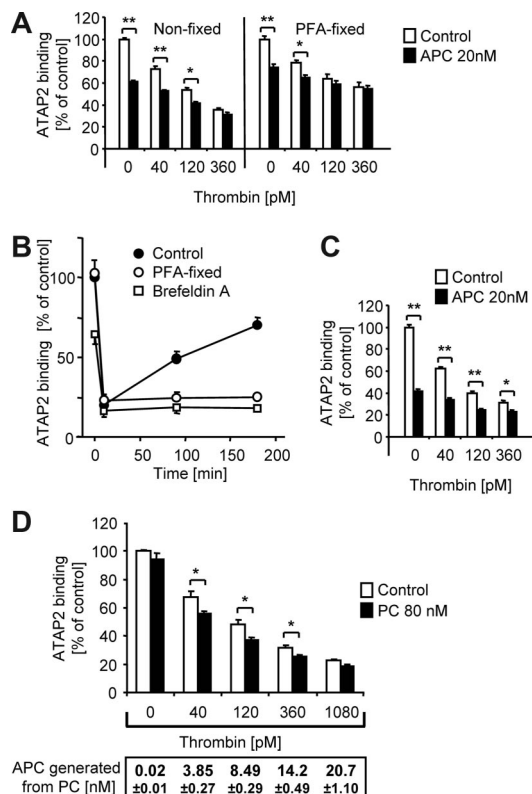 A
Non-fixed
PFA-fixed
Control
APC 20nM
ATAP2 binding
[% of control]
120
100
80
60
40
20
0
** ** * ** *
0 40 120 360 0 40 120 360
Thrombin [pM]
B
Control
PFA-fixed
Brefeldin A
ATAP2 binding [% of control]
100
50
0
0 50 100 150 200
Time [min]
C
Control
APC 20nM
ATAP2 binding
[% of control]
120
100
80
60
40
20
0
** ** ** *
0 40 120 360
Thrombin [pM]
D
Control
PC 80 nM
ATAP2 binding
[% of control]
120
100
80
60
40
20
0
* * *
0 40 120 360 1080
Thrombin [pM]
APC generated from PC [nM]
0.02 3.85 8.49 14.2 20.7
±0.01 ±0.27 ±0.29 ±0.49 ±1.10